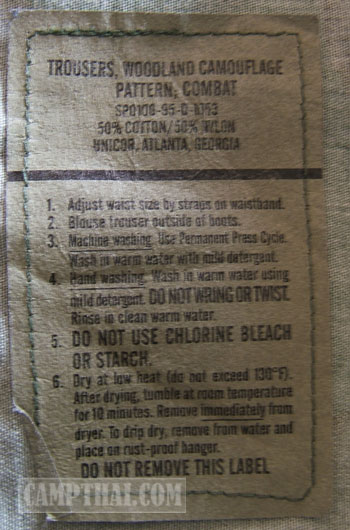 TROUSERS, WOODLAND CAMOUFLAGE
PATTERN, COMBAT
50% COTTON/50% NYLON
UNICOR, ATLANTA, GEORGIA
1. Adjust waist size by straps on waistband.
2. Blouse trouser outside of boots.
3. Machine washing. Use Permanent Press Cycle.
Wash in warm water with mild detergent.
4. Hand washing. Wash in warm water using
mild detergent. DO NOT WRING OR TWIST.
Rinse in clean warm water.
5. DO NOT USE CHLORINE BLEACH
OR STARCH.
6. Dry at low heat (do not exceed 130°F).
After drying, tumble at room temperature
for 10 minutes. Remove immediately from
dryer. To drip dry, remove from water and
place on rust-proof hanger.
DO NOT REMOVE THIS LABEL
CAMPTHAI.COM